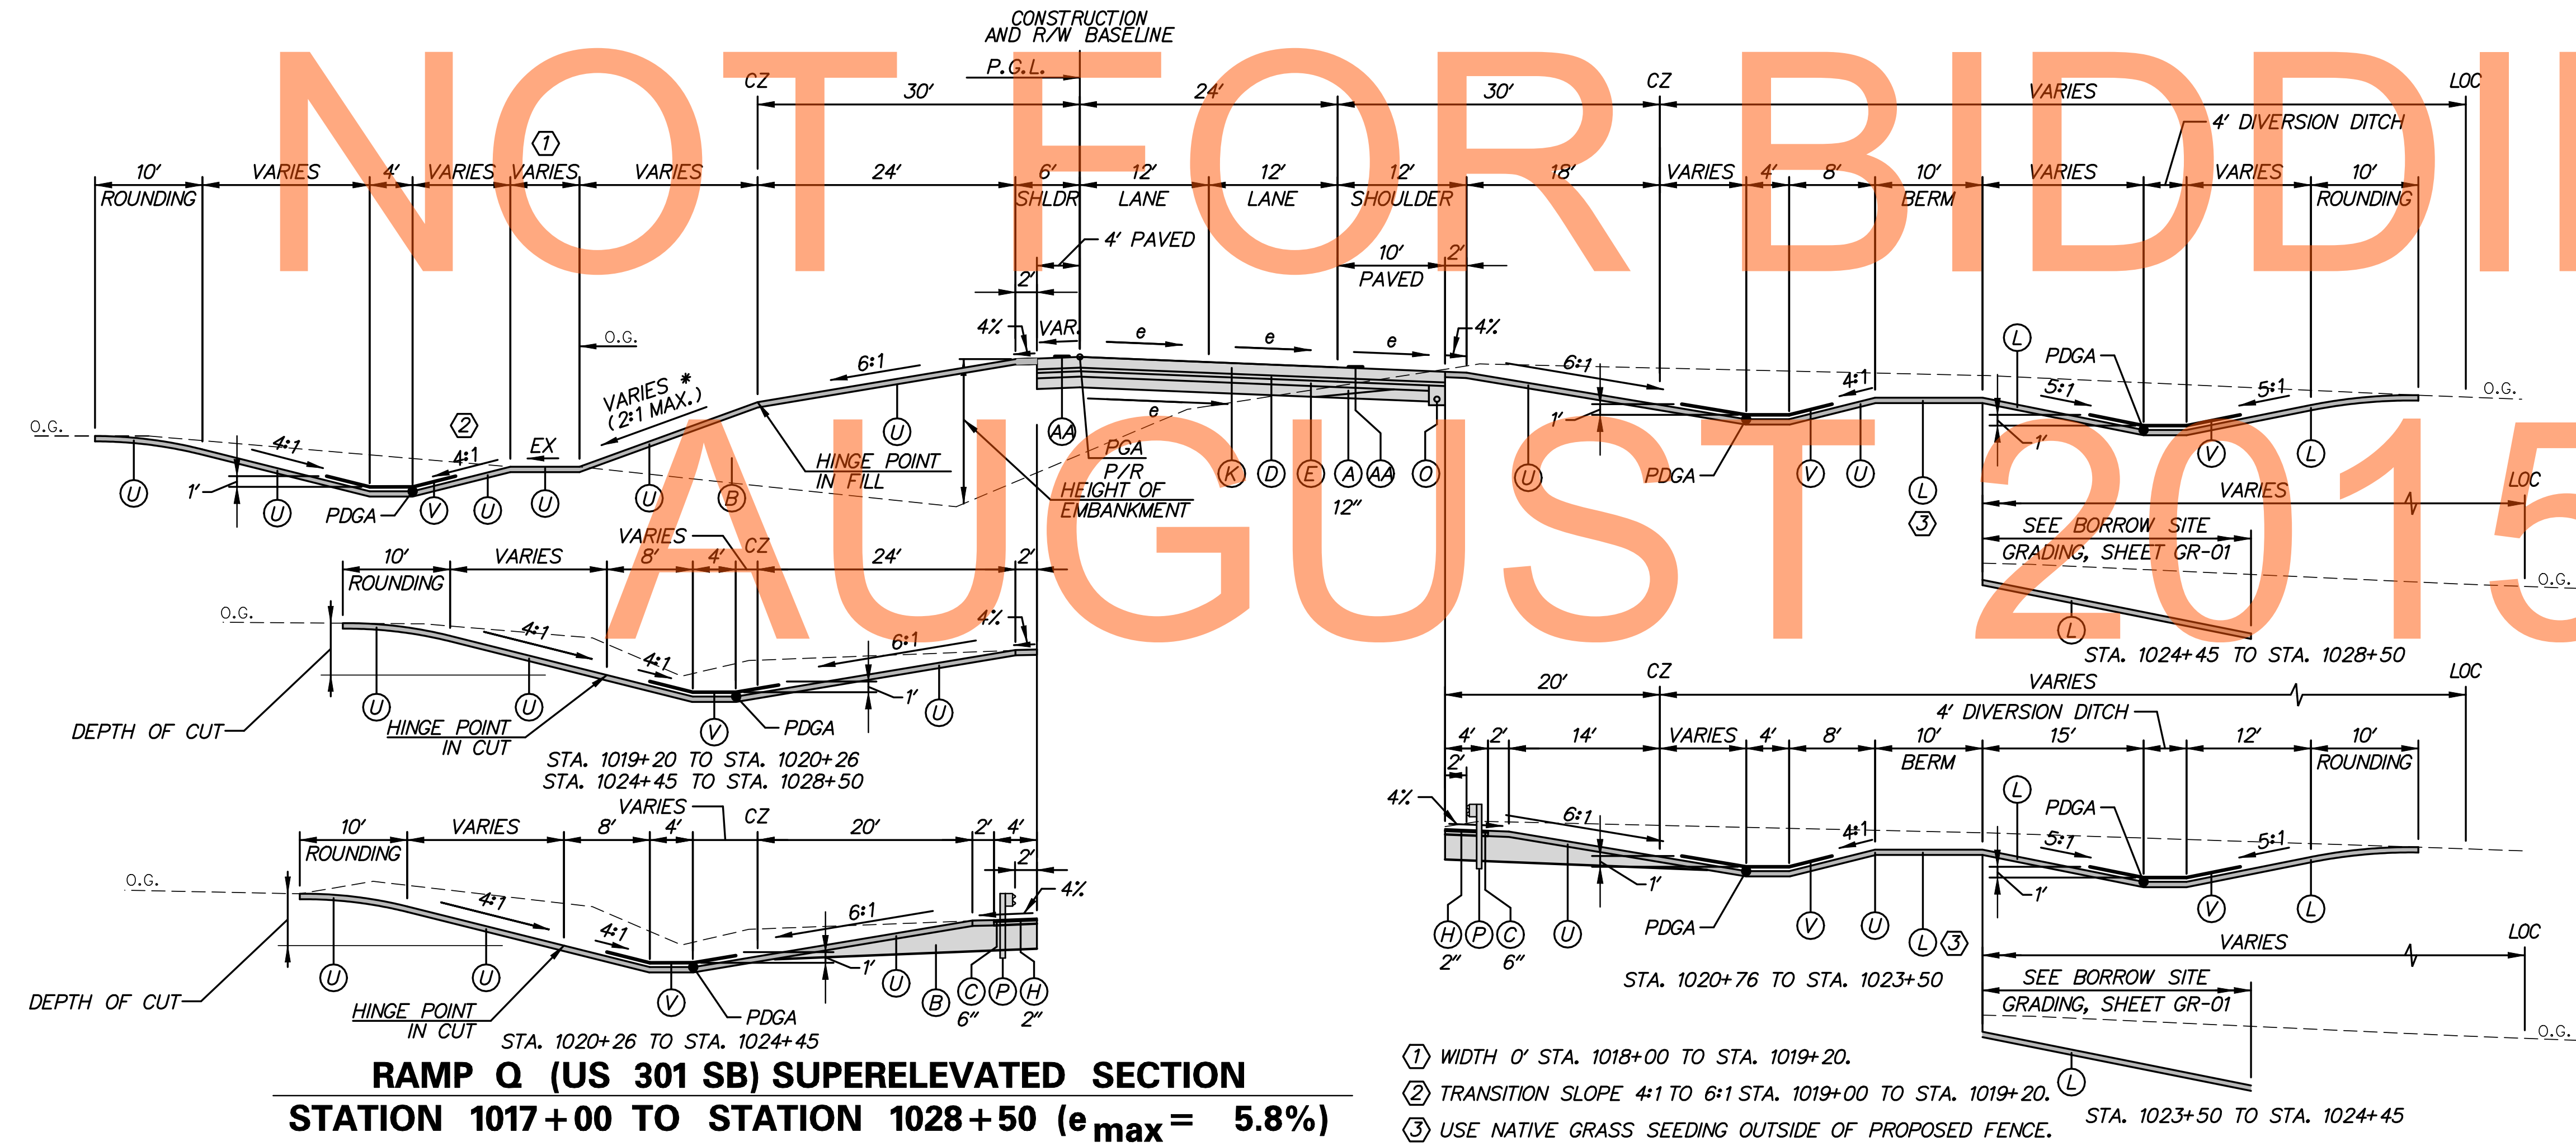 CONSTRUCTION
AND R/W BASELINE
P.G.L.
CZ
30'
24'
30'
CZ
VARIES
LOC
4' DIVERSION DITCH
1
10'
VARIES
4'
VARIES
VARIES
VARIES
24'
6'
12'
12'
12'
18'
VARIES
4'
8'
10'
VARIES
VARIES
10'
ROUNDING
SHLDR
LANE
LANE
SHOULDER
BERM
ROUNDING
4' PAVED
10'
2'
PAVED
2'
4%
VAR.
e
e
e
4%
O.G.
6:1
VARIES *
(2:1 MAX.)
6:1
L
PDGA
O.G.
4:1
5:1
5:1
O.G.
2
4:1
4:1
EX
e
1'
1'
1'
U
AA
PGA
P/R
HINGE POINT
IN FILL
HEIGHT OF
EMBANKMENT
U
U
PDGA
V
U
U
U
B
K
D
E
A
AA
O
12"
U
PDGA
V
U
L
3
V
L
VARIES
LOC
SEE BORROW SITE
GRADING, SHEET GR-01
O.G.
L
STA. 1024+45 TO STA. 1028+50
VARIES
CZ
10'
VARIES
8'
4'
24'
2'
ROUNDING
O.G.
4%
4:1
4:1
6:1
1'
U
U
U
DEPTH OF CUT
HINGE POINT
IN CUT
V
PDGA
STA. 1019+20 TO STA. 1020+26
STA. 1024+45 TO STA. 1028+50
VARIES
CZ
10'
VARIES
8'
4'
20'
2'
4'
ROUNDING
2'
O.G.
4%
4:1
4:1
6:1
1'
U
U
U
B
C
P
H
6"
2"
DEPTH OF CUT
HINGE POINT
IN CUT
V
PDGA
STA. 1020+26 TO STA. 1024+45
20'
CZ
VARIES
LOC
4' DIVERSION DITCH
4'
2'
14'
VARIES
4'
8'
10'
15'
12'
10'
2'
BERM
ROUNDING
4%
6:1
4:1
L
PDGA
5:1
5:1
1'
1'
H
P
C
U
2"
6"
PDGA
V
U
L
3
V
L
STA. 1020+76 TO STA. 1023+50
VARIES
LOC
SEE BORROW SITE
GRADING, SHEET GR-01
O.G.
L
STA. 1023+50 TO STA. 1024+45
RAMP Q (US 301 SB) SUPERELEVATED SECTION
STATION 1017+00 TO STATION 1028+50 (e max = 5.8%)
1 WIDTH 0' STA. 1018+00 TO STA. 1019+20.
2 TRANSITION SLOPE 4:1 TO 6:1 STA. 1019+00 TO STA. 1019+20.
3 USE NATIVE GRASS SEEDING OUTSIDE OF PROPOSED FENCE.
NOT FOR BIDDI
AUGUST 2015